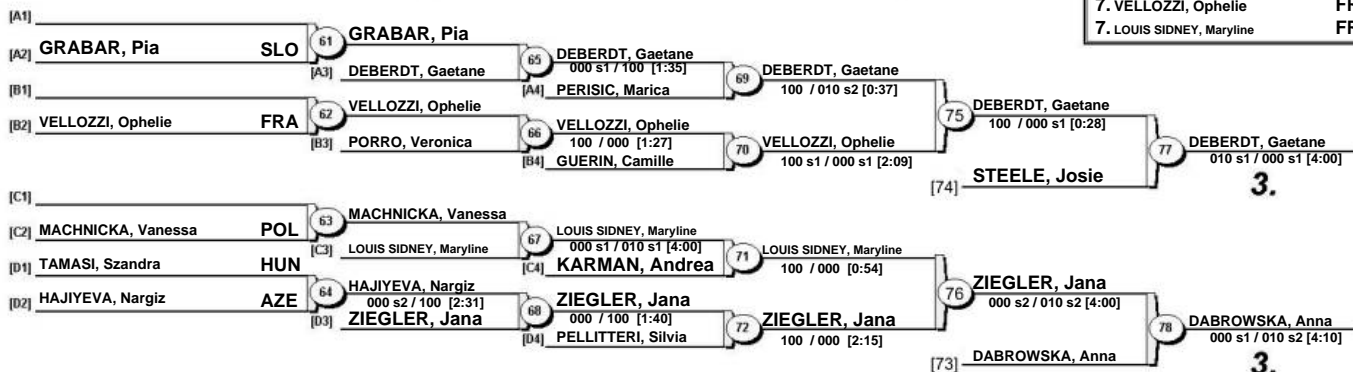 7. VELLOZZI, Ophelie
7. LOUIS SIDNEY, Maryline
[A1]
[A2] GRABAR, Pia SLO
61 GRABAR, Pia
[A3] DEBERDT, Gaetane
65 DEBERDT, Gaetane
000 s1 / 100 [1:35]
[A4] PERISIC, Marica
69 DEBERDT, Gaetane
100 / 010 s2 [0:37]
[B1]
[B2] VELLOZZI, Ophelie FRA
62 VELLOZZI, Ophelie
[B3] PORRO, Veronica
66 VELLOZZI, Ophelie
100 / 000 [1:27]
[B4] GUERIN, Camille
70 VELLOZZI, Ophelie
100 s1 / 000 s1 [2:09]
75 DEBERDT, Gaetane
100 / 000 s1 [0:28]
[74] STEELE, Josie
77 DEBERDT, Gaetane
010 s1 / 000 s1 [4:00]
3.
[C1]
[C2] MACHNICKA, Vanessa POL
63 MACHNICKA, Vanessa
[C3] LOUIS SIDNEY, Maryline
67 LOUIS SIDNEY, Maryline
000 s1 / 010 s1 [4:00]
[C4] KARMAN, Andrea
71 LOUIS SIDNEY, Maryline
100 / 000 [0:54]
[D1] TAMASI, Szandra HUN
[D2] HAJIYEVA, Nargiz AZE
64 HAJIYEVA, Nargiz
000 s2 / 100 [2:31]
[D3] ZIEGLER, Jana
68 ZIEGLER, Jana
000 / 100 [1:40]
[D4] PELLITTERI, Silvia
72 ZIEGLER, Jana
100 / 000 [2:15]
76 ZIEGLER, Jana
000 s2 / 010 s2 [4:00]
[73] DABROWSKA, Anna
78 DABROWSKA, Anna
000 s1 / 010 s2 [4:10]
3.